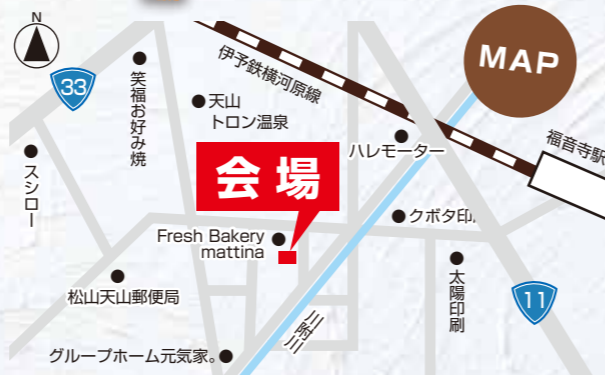 N
MAP
33
伊予鉄横河原線
笑福お好み焼
天山
トロン温泉
ハレモーター
福音寺駅
スシロー
会場
クボタ印
Fresh Bakery
mattina
太陽印刷
松山天山郵便局
11
川附川
グループホーム元気家。